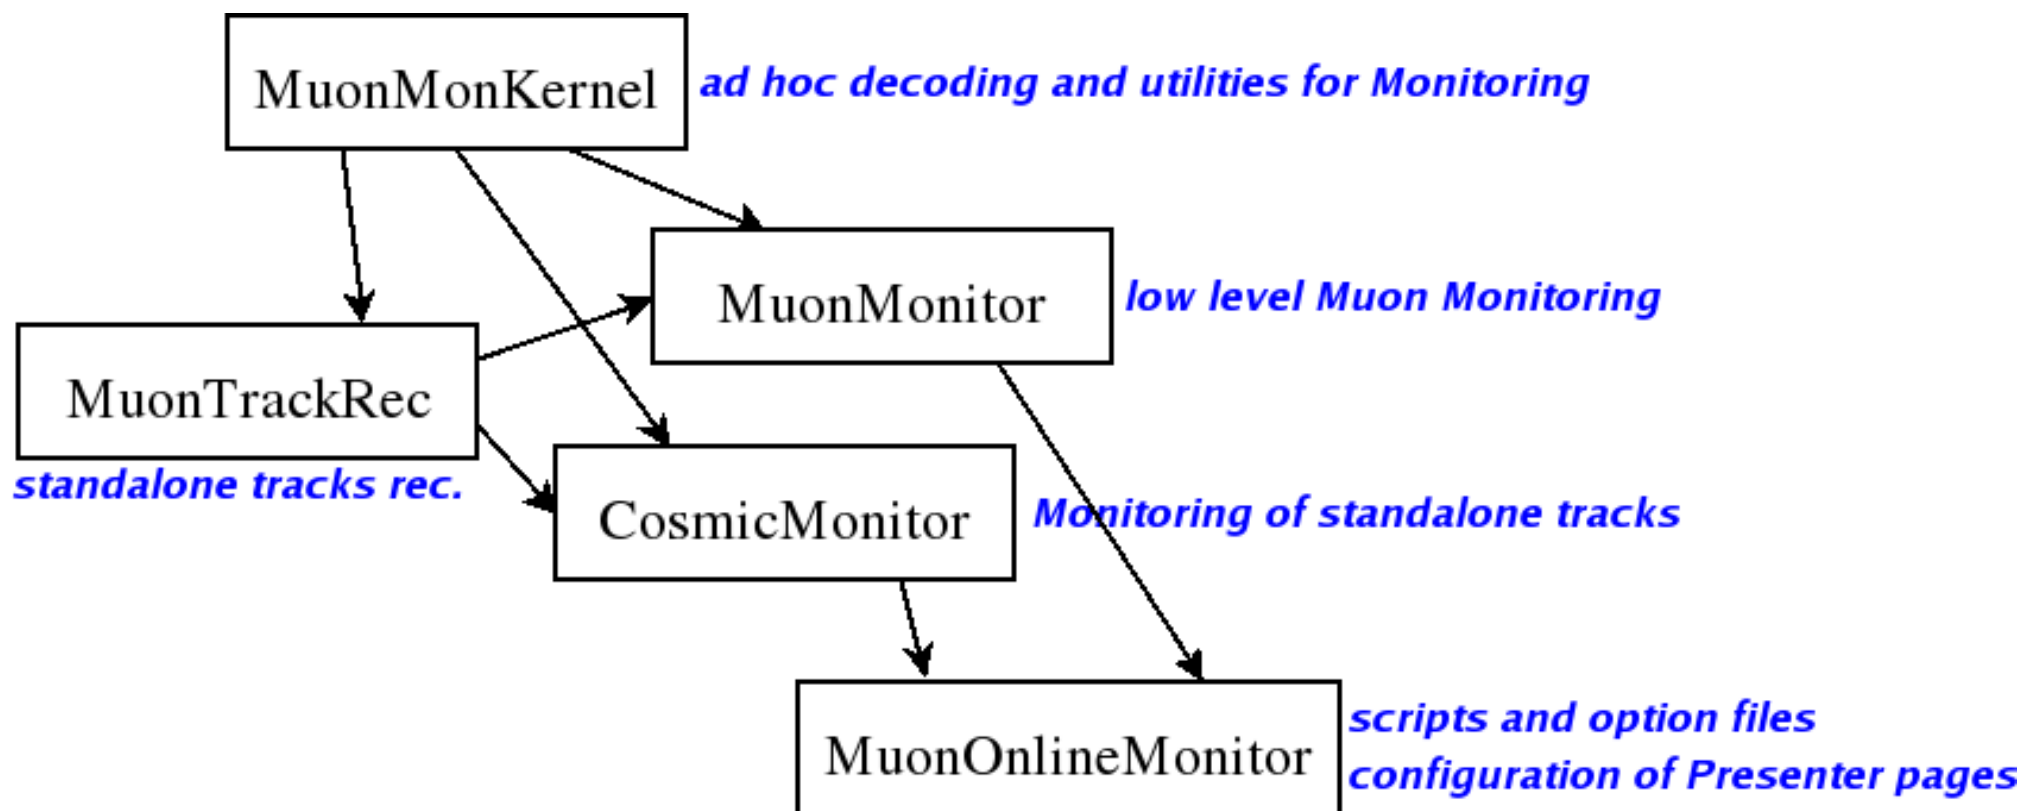 MuonMonKernel
ad hoc decoding and utilities for Monitoring
MuonMonitor
low level Muon Monitoring
MuonTrackRec
standalone tracks rec.
CosmicMonitor
Monitoring of standalone tracks
MuonOnlineMonitor
scripts and option files
configuration of Presenter pages